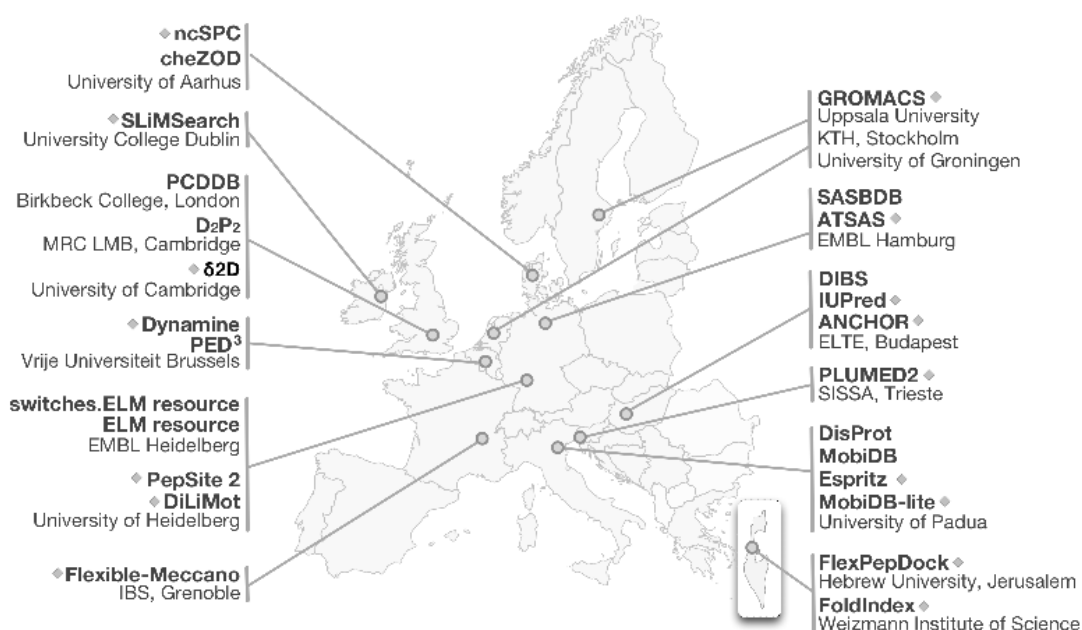 ncSPC
cheZOD
University of Aarhus
SLiMSearch
University College Dublin
PCDDB
Birkbeck College, London
D2P2
MRC LMB, Cambridge
δ2D
University of Cambridge
Dynamine
PED³
Vrije Universiteit Brussels
switches.ELM resource
ELM resource
EMBL Heidelberg
PepSite 2
DiLiMot
University of Heidelberg
Flexible-Meccano
IBS, Grenoble
GROMACS
Uppsala University
KTH, Stockholm
University of Groningen
SASBDB
ATSAS
EMBL Hamburg
DIBS
IUPred
ANCHOR
ELTE, Budapest
PLUMED2
SISSA, Trieste
DisProt
MobiDB
Espritz
MobiDB-lite
University of Padua
FlexPepDock
Hebrew University, Jerusalem
FoldIndex
Weizmann Institute of Science